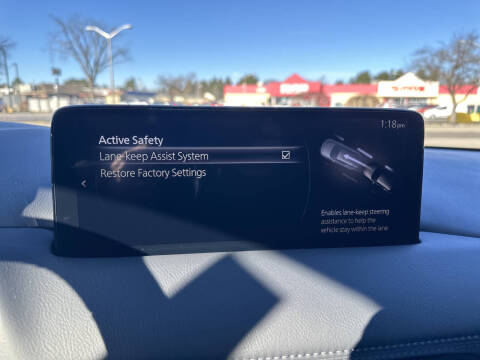 1:18 pm
Active Safety
Lane-keep Assist System
Restore Factory Settings
Enables lane-keep steering
assistance to help the
vehicle stay within the lane